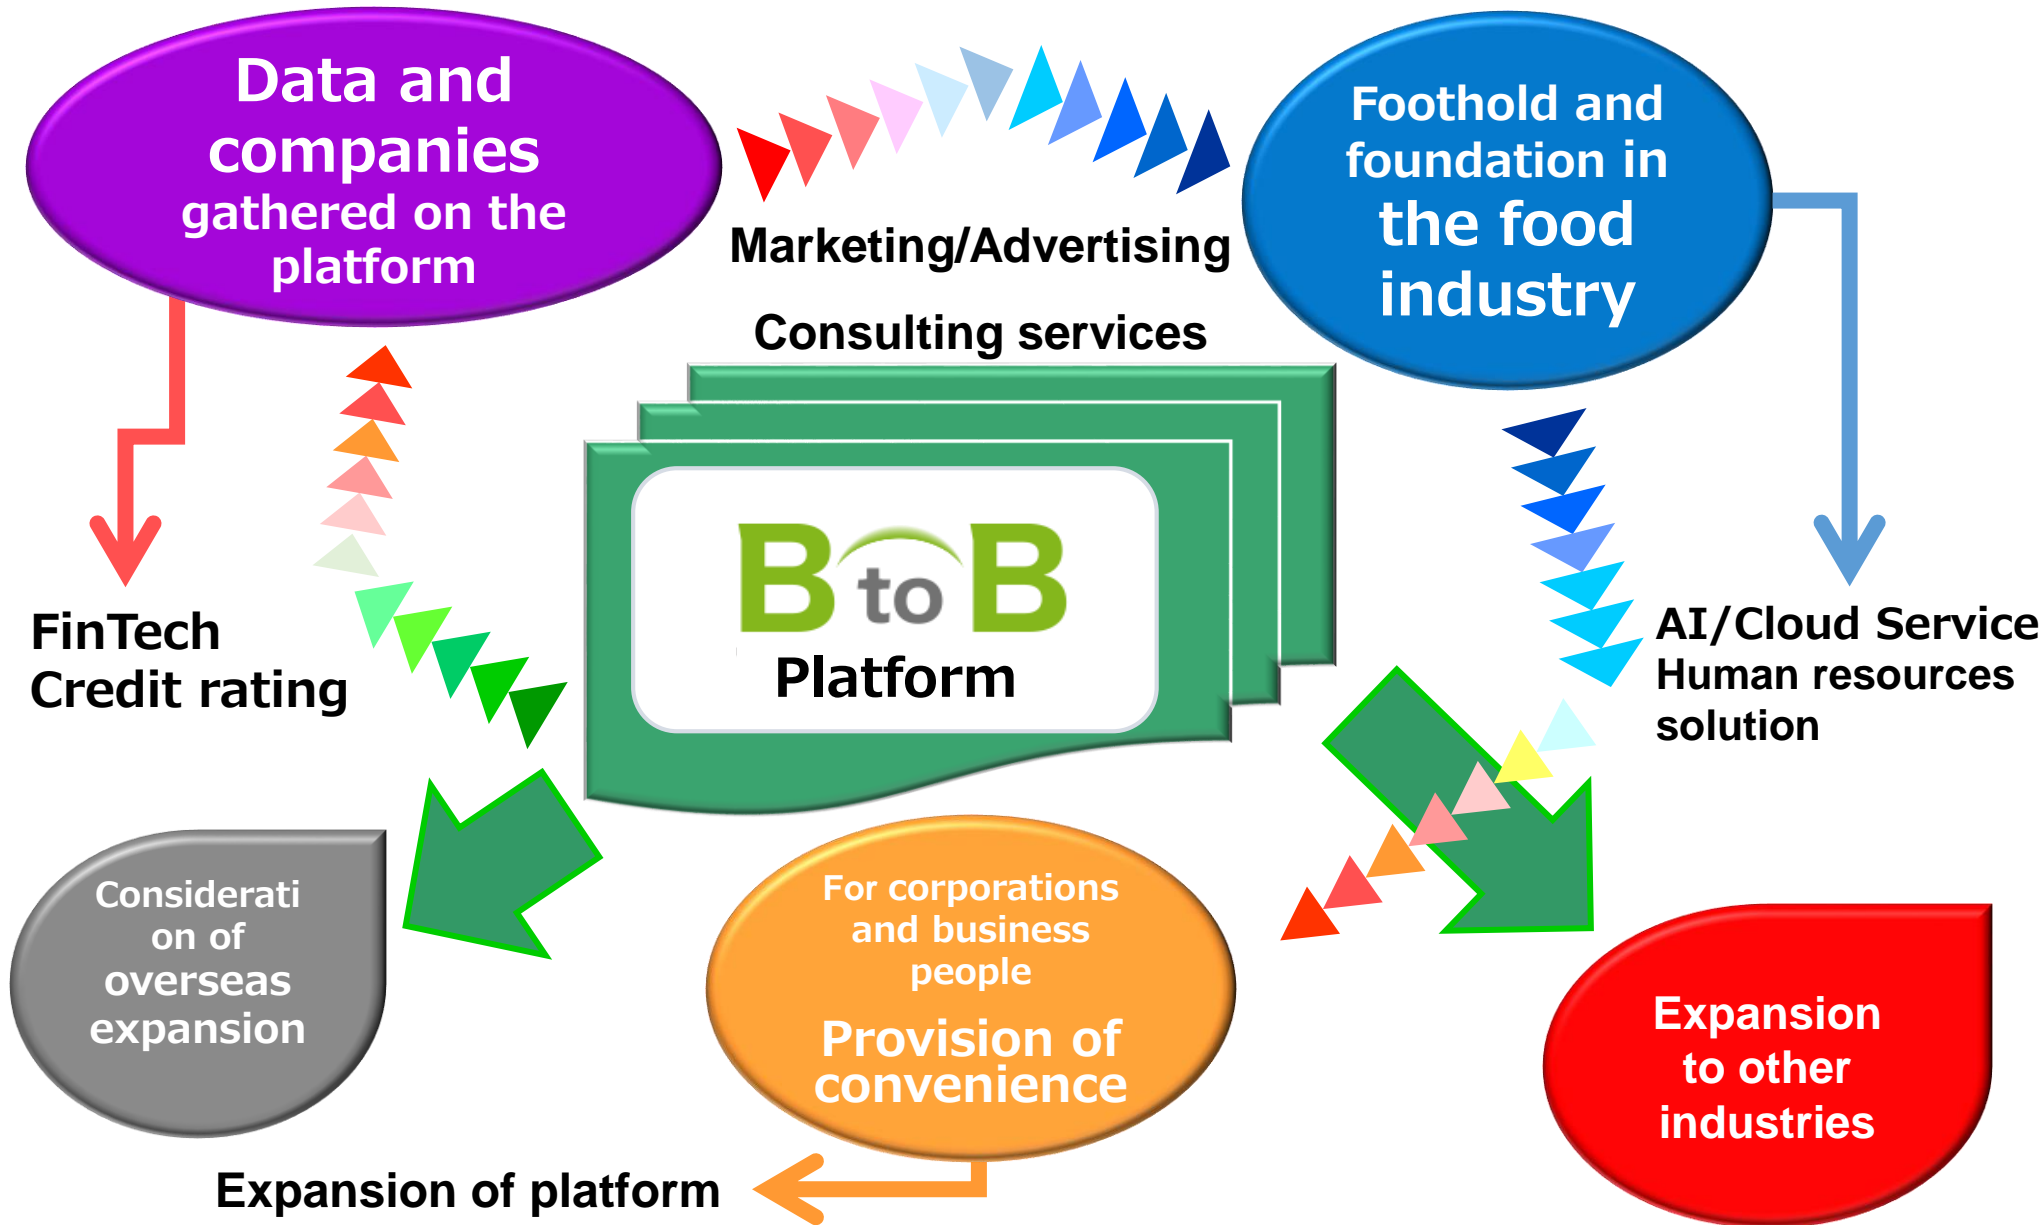 Data and
companies
gathered on the
platform
Marketing/Advertising
Consulting services
Foothold and
foundation in
the food
industry
B to B
Platform
FinTech
Credit rating
AI/Cloud Service
Human resources
solution
Considerati
on of
overseas
expansion
For corporations
and business
people
Provision of
convenience
Expansion
to other
industries
Expansion of platform